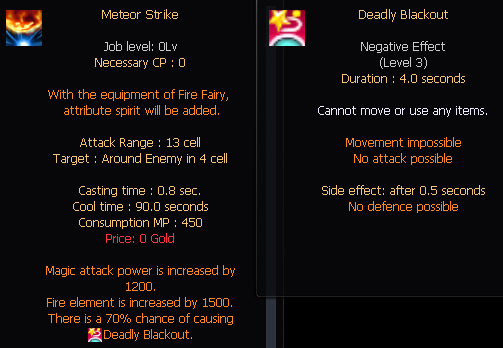 Meteor Strike
Job level: 0Lv
Necessary CP : 0
With the equipment of Fire Fairy,
attribute spirit will be added.
Attack Range : 13 cell
Target : Around Enemy in 4 cell
Casting time : 0.8 sec.
Cool time : 90.0 seconds
Consumption MP : 450
Price: 0 Gold
Magic attack power is increased by
1200.
Fire element is increased by 1500.
There is a 70% chance of causing
Deadly Blackout.
Deadly Blackout
Negative Effect
(Level 3)
Duration : 4.0 seconds
Cannot move or use any items.
Movement impossible
No attack possible
Side effect: after 0.5 seconds
No defence possible